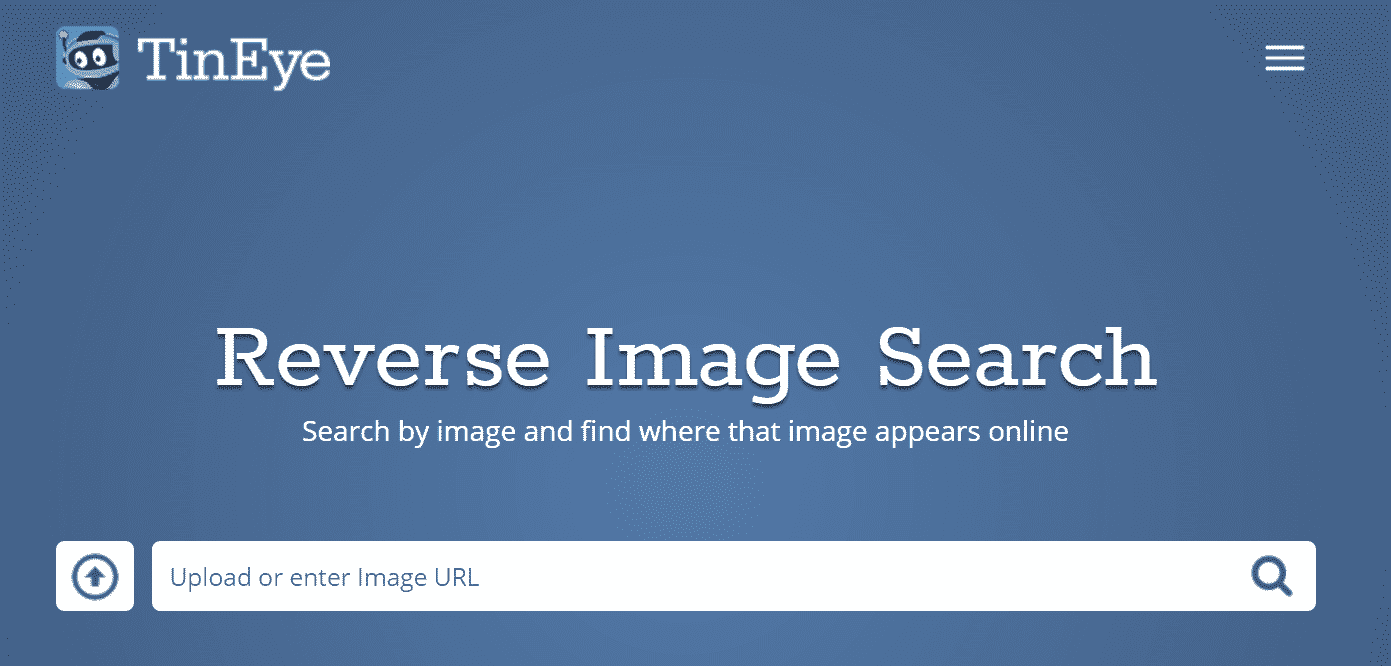 TinEye
Reverse Image Search
Search by image and find where that image appears online
Upload or enter Image URL